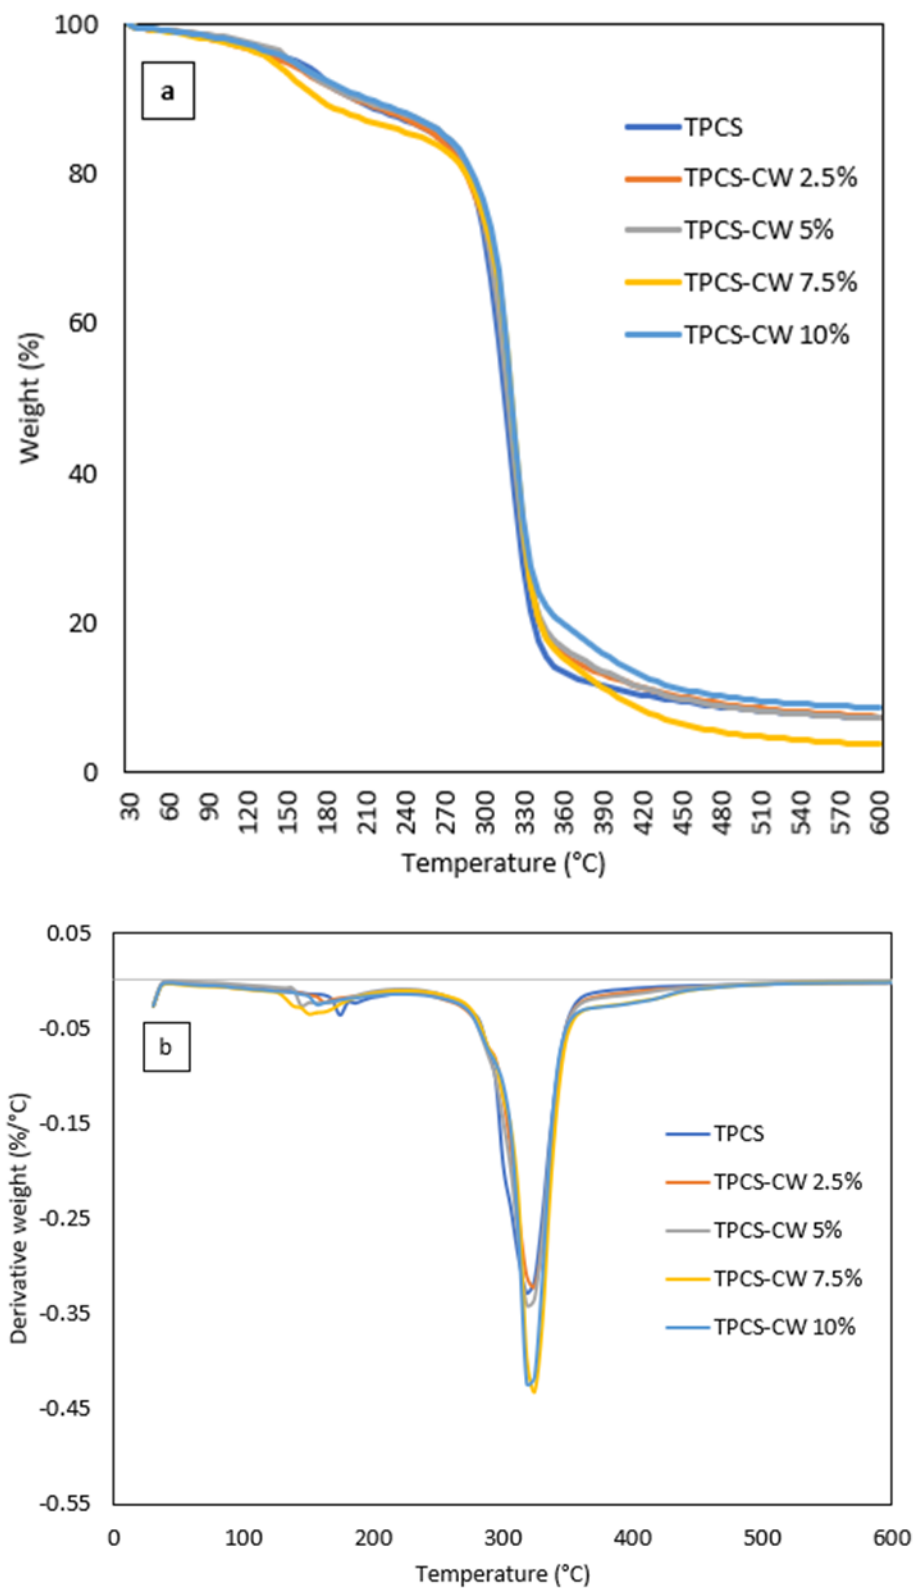 100
80
60
40
20
0
Weight (%)
a
TPCS
TPCS-CW 2.5%
TPCS-CW 5%
TPCS-CW 7.5%
TPCS-CW 10%
30 60 90 120 150 180 210 240 270 300 330 360 390 420 450 480 510 540 570 600
Temperature (°C)
0.05
-0.05
-0.15
-0.25
-0.35
-0.45
-0.55
Derivative weight (%/°C)
b
TPCS
TPCS-CW 2.5%
TPCS-CW 5%
TPCS-CW 7.5%
TPCS-CW 10%
0 100 200 300 400 500 600
Temperature (°C)